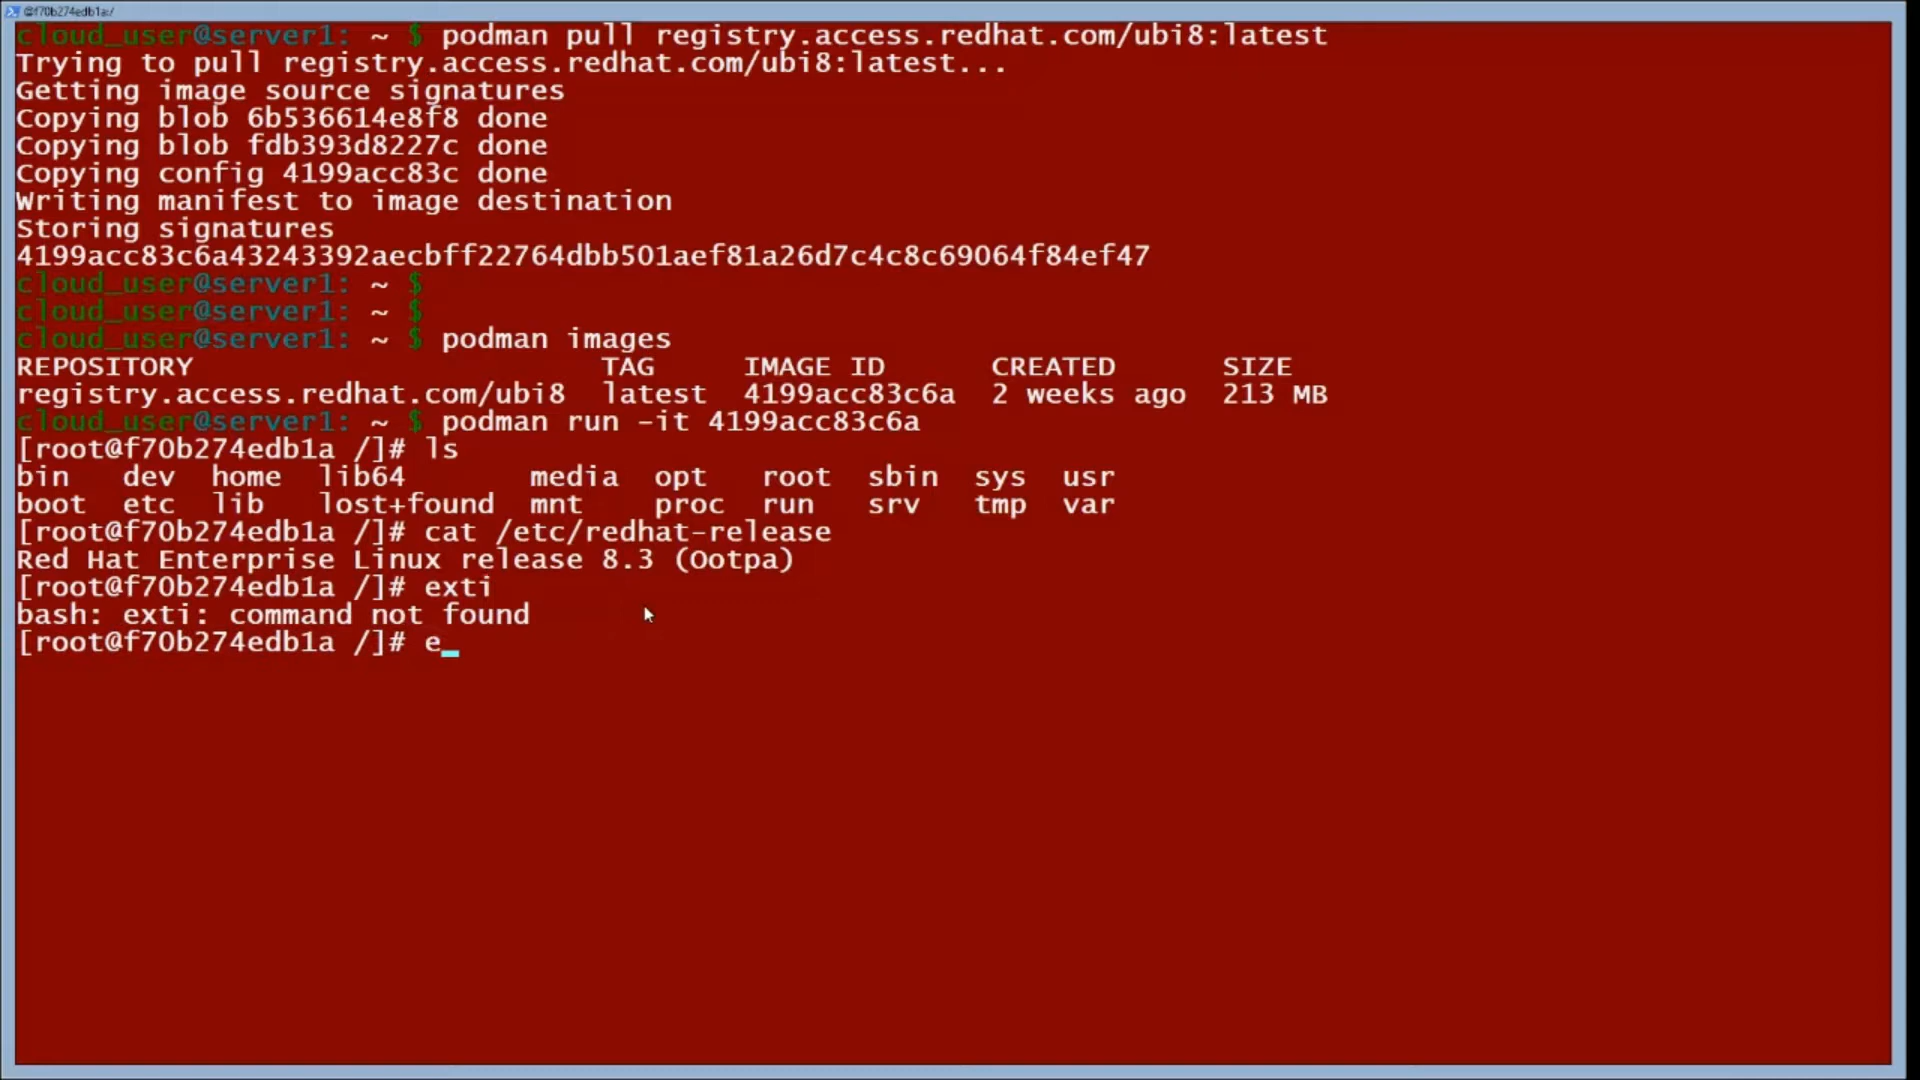 @f70b274edb1a:/
cloud_user@server1: ~ $ podman pull registry.access.redhat.com/ubi8:latest
Trying to pull registry.access.redhat.com/ubi8:latest...
Getting image source signatures
Copying blob 6b536614e8f8 done
Copying blob fdb393d8227c done
Copying config 4199acc83c done
Writing manifest to image destination
Storing signatures
4199acc83c6a43243392aecbff22764dbb501aef81a26d7c4c8c69064f84ef47
cloud_user@server1: ~ $
cloud_user@server1: ~ $
cloud_user@server1: ~ $ podman images
REPOSITORY                       TAG     IMAGE ID      CREATED      SIZE
registry.access.redhat.com/ubi8  latest  4199acc83c6a  2 weeks ago  213 MB
cloud_user@server1: ~ $ podman run -it 4199acc83c6a
[root@f70b274edb1a /]# ls
bin   dev  home  lib64       media  opt   root  sbin  sys  usr
boot  etc  lib   lost+found  mnt    proc  run   srv   tmp  var
[root@f70b274edb1a /]# cat /etc/redhat-release
Red Hat Enterprise Linux release 8.3 (Ootpa)
[root@f70b274edb1a /]# exti
bash: exti: command not found
[root@f70b274edb1a /]# e